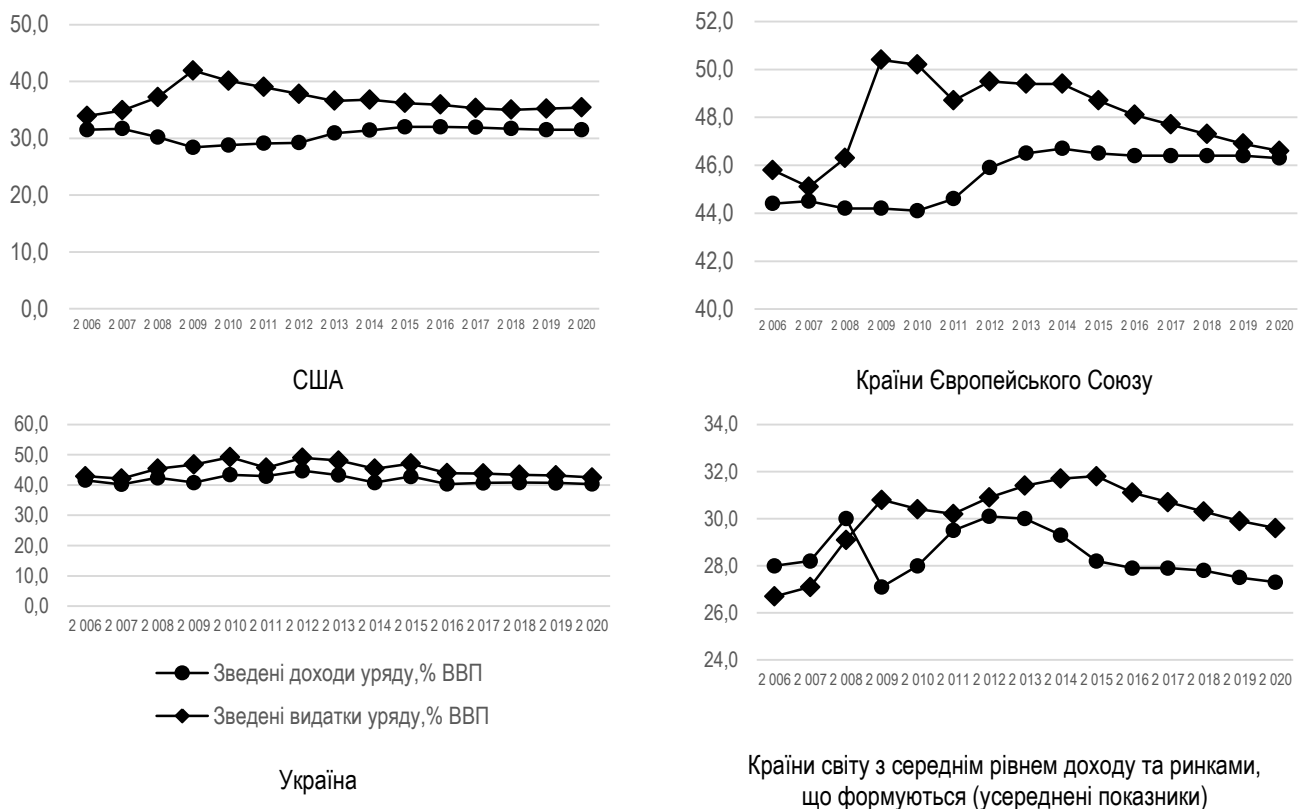 50,0
40,0
30,0
20,0
10,0
0,0
2 006 2 007 2 008 2 009 2 010 2 011 2 012 2 013 2 014 2 015 2 016 2 017 2 018 2 019 2 020
США
52,0
50,0
48,0
46,0
44,0
42,0
40,0
2 006 2 007 2 008 2 009 2 010 2 011 2 012 2 013 2 014 2 015 2 016 2 017 2 018 2 019 2 020
Країни Європейського Союзу
60,0
50,0
40,0
30,0
20,0
10,0
0,0
2 006 2 007 2 008 2 009 2 010 2 011 2 012 2 013 2 014 2 015 2 016 2 017 2 018 2 019 2 020
Зведені доходи уряду,% ВВП
Зведені видатки уряду,% ВВП
Україна
34,0
32,0
30,0
28,0
26,0
24,0
2 006 2 007 2 008 2 009 2 010 2 011 2 012 2 013 2 014 2 015 2 016 2 017 2 018 2 019 2 020
Країни світу з середнім рівнем доходу та ринками,
що формуються (усереднені показники)